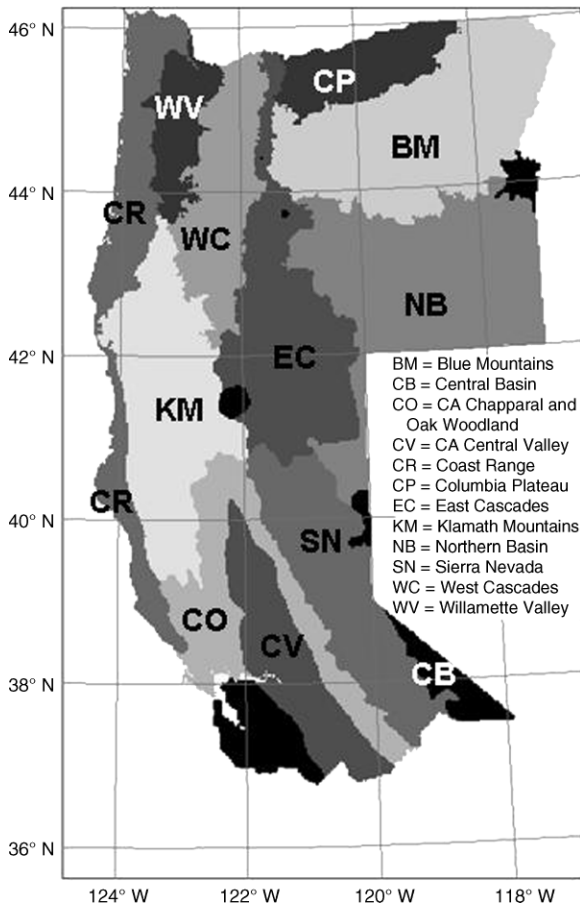 46° N
CP
WV
BM
44° N
CR
WC
NB
42° N
EC
BM = Blue Mountains
CB = Central Basin
CO = CA Chapparal and
Oak Woodland
CV = CA Central Valley
CR = Coast Range
CP = Columbia Plateau
EC = East Cascades
KM = Klamath Mountains
NB = Northern Basin
SN = Sierra Nevada
WC = West Cascades
WV = Willamette Valley
KM
CR
40° N
SN
CO
CV
CB
38° N
36° N
124° W
122° W
120° W
118° W